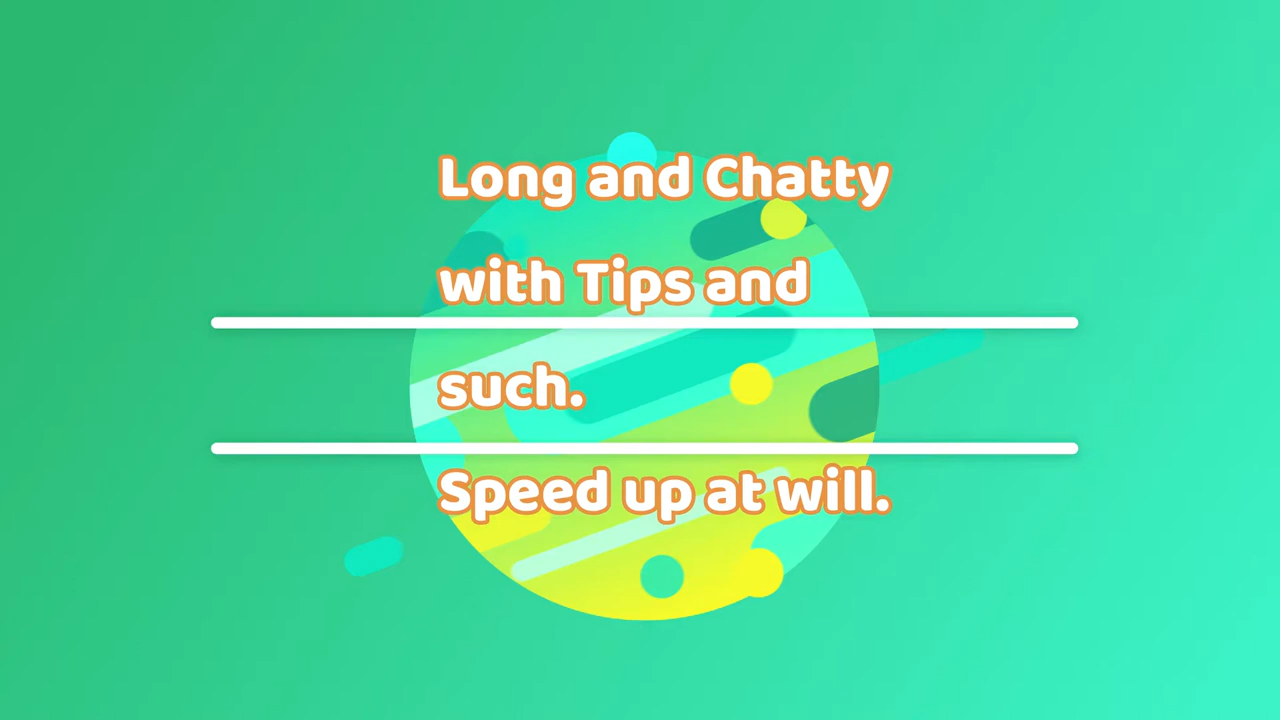 Long and Chatty
with Tips and
such.
Speed up at will.